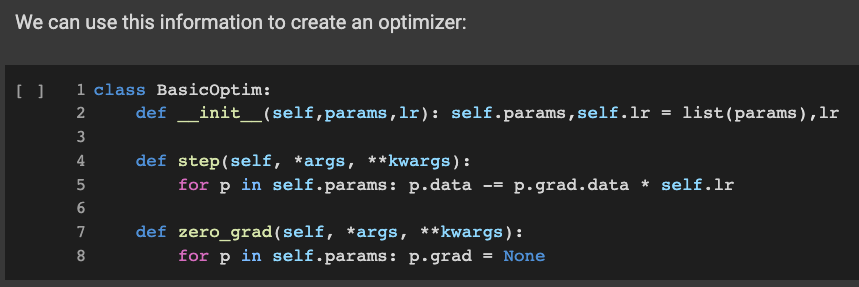 We can use this information to create an optimizer:
[ ] 1 class BasicOptim:
2     def __init__(self,params,lr): self.params,self.lr = list(params),lr
3
4     def step(self, *args, **kwargs):
5         for p in self.params: p.data -= p.grad.data * self.lr
6
7     def zero_grad(self, *args, **kwargs):
8         for p in self.params: p.grad = None